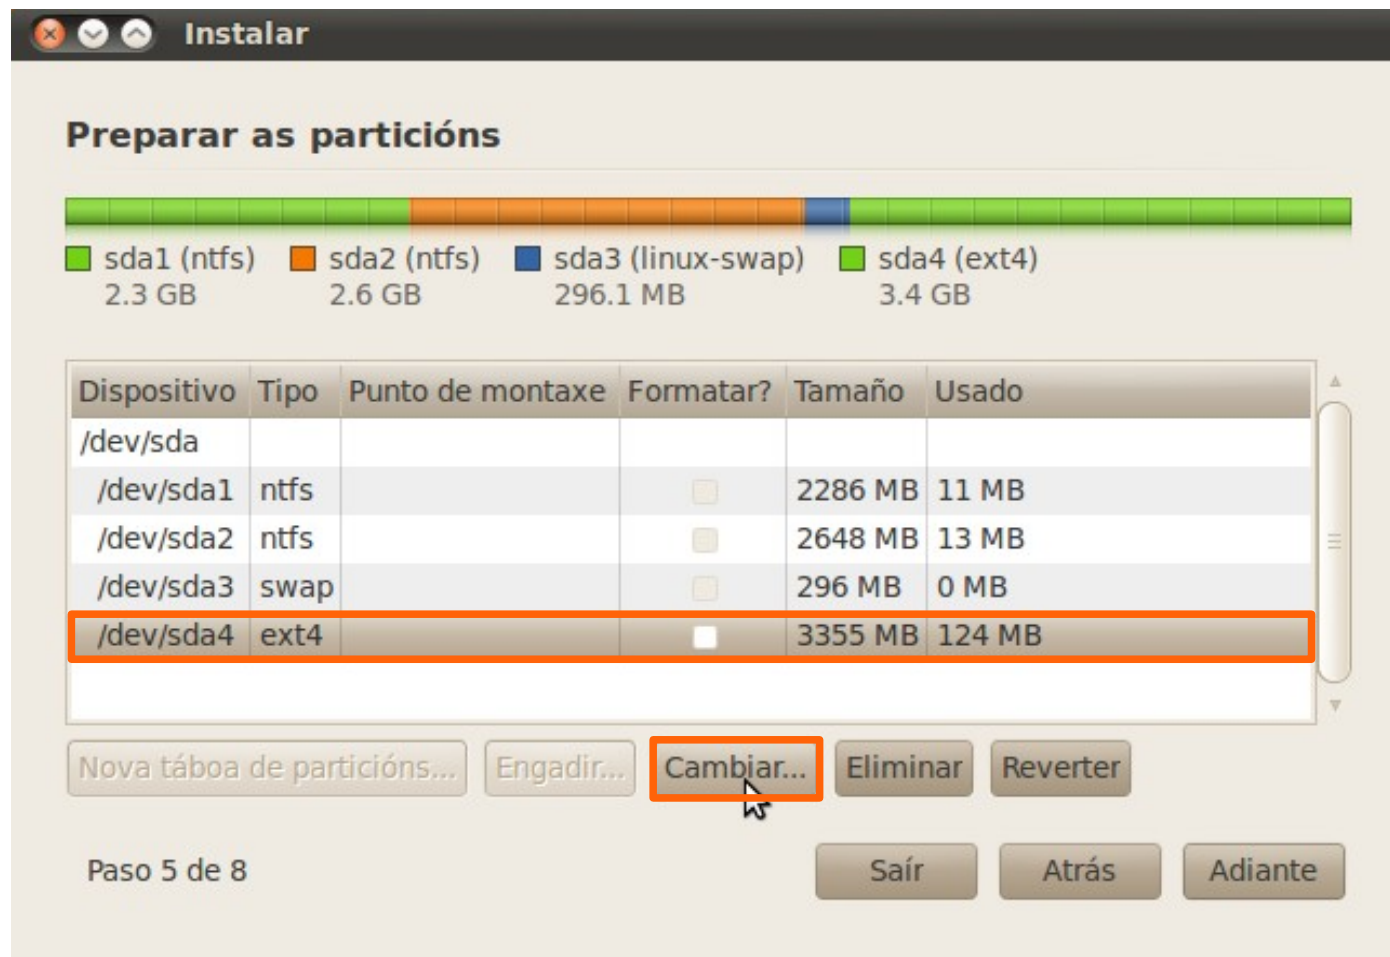 Instalar
Preparar as particións
sda1 (ntfs) sda2 (ntfs) sda3 (linux-swap) sda4 (ext4)
2.3 GB 2.6 GB 296.1 MB 3.4 GB
Dispositivo Tipo Punto de montaxe Formatar? Tamaño Usado
/dev/sda
/dev/sda1 ntfs 2286 MB 11 MB
/dev/sda2 ntfs 2648 MB 13 MB
/dev/sda3 swap 296 MB 0 MB
/dev/sda4 ext4 3355 MB 124 MB
Nova táboa de particións... Engadir... Cambiar... Eliminar Reverter
Paso 5 de 8 Saír Atrás Adiante